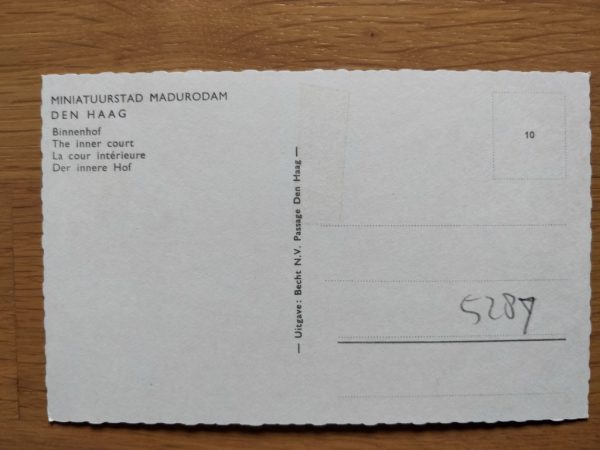 MINIATUURSTAD MADURODAM
DEN HAAG
Binnenhof
The inner court
La cour intérieure
Der innere Hof
— Uitgave: Becht N.V. Passage Den Haag —
10
5287